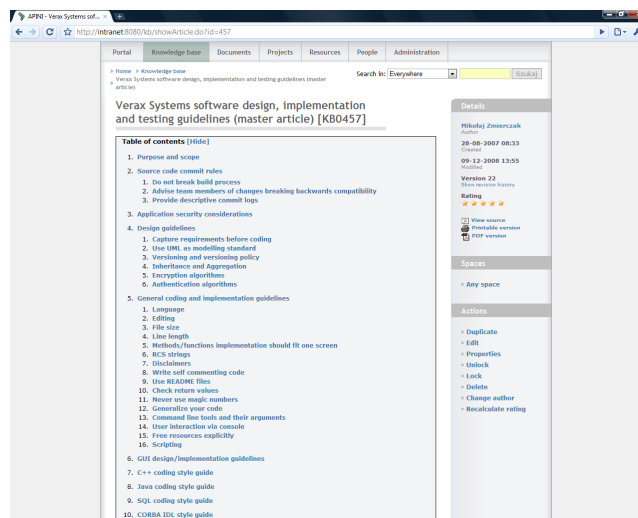 APINI - Verax Systems sof...
http://intranet:8080/kb/showArticle.do?id=457
Portal Knowledge base Documents Projects Resources People Administration
Home Knowledge base
Verax Systems software design, implementation and testing guidelines (master
article)
Search in: Everywhere Szukaj
Verax Systems software design, implementation
and testing guidelines (master article) [KB0457]
Table of contents [Hide]
1. Purpose and scope
2. Source code commit rules
1. Do not break build process
2. Advise team members of changes breaking backwards compatibility
3. Provide descriptive commit logs
3. Application security considerations
4. Design guidelines
1. Capture requirements before coding
2. Use UML as modelling standard
3. Versioning and versioning policy
4. Inheritance and Aggregation
5. Encryption algorithms
6. Authentication algorithms
5. General coding and implementation guidelines
1. Language
2. Editing
3. File size
4. Line length
5. Methods/functions implementation should fit one screen
6. RCS strings
7. Disclaimers
8. Write self commenting code
9. Use README files
10. Check return values
11. Never use magic numbers
12. Generalize your code
13. Command line tools and their arguments
14. User interaction via console
15. Free resources explicitly
16. Scripting
6. GUI design/implementation guidelines
7. C++ coding style guide
8. Java coding style guide
9. SQL coding style guide
10. CORBA IDL style guide
Details
Mikołaj Zmierczak
Author
28-08-2007 08:33
Created
09-12-2008 13:55
Modified
Version 22
Show revision history
Rating
View source
Printable version
PDF version
Spaces
Any space
Actions
Duplicate
Edit
Properties
Unlock
Lock
Delete
Change author
Recalculate rating